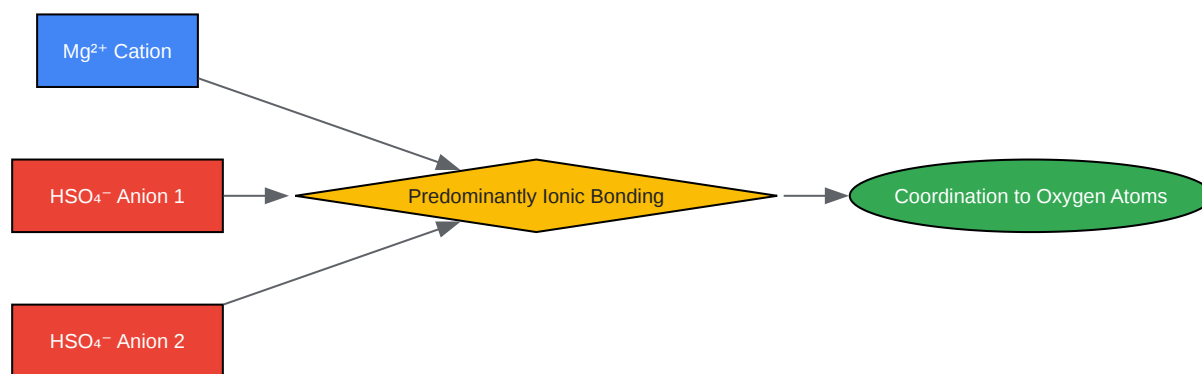 Mg²⁺ Cation
HSO₄⁻ Anion 1
Predominantly Ionic Bonding
Coordination to Oxygen Atoms
HSO₄⁻ Anion 2